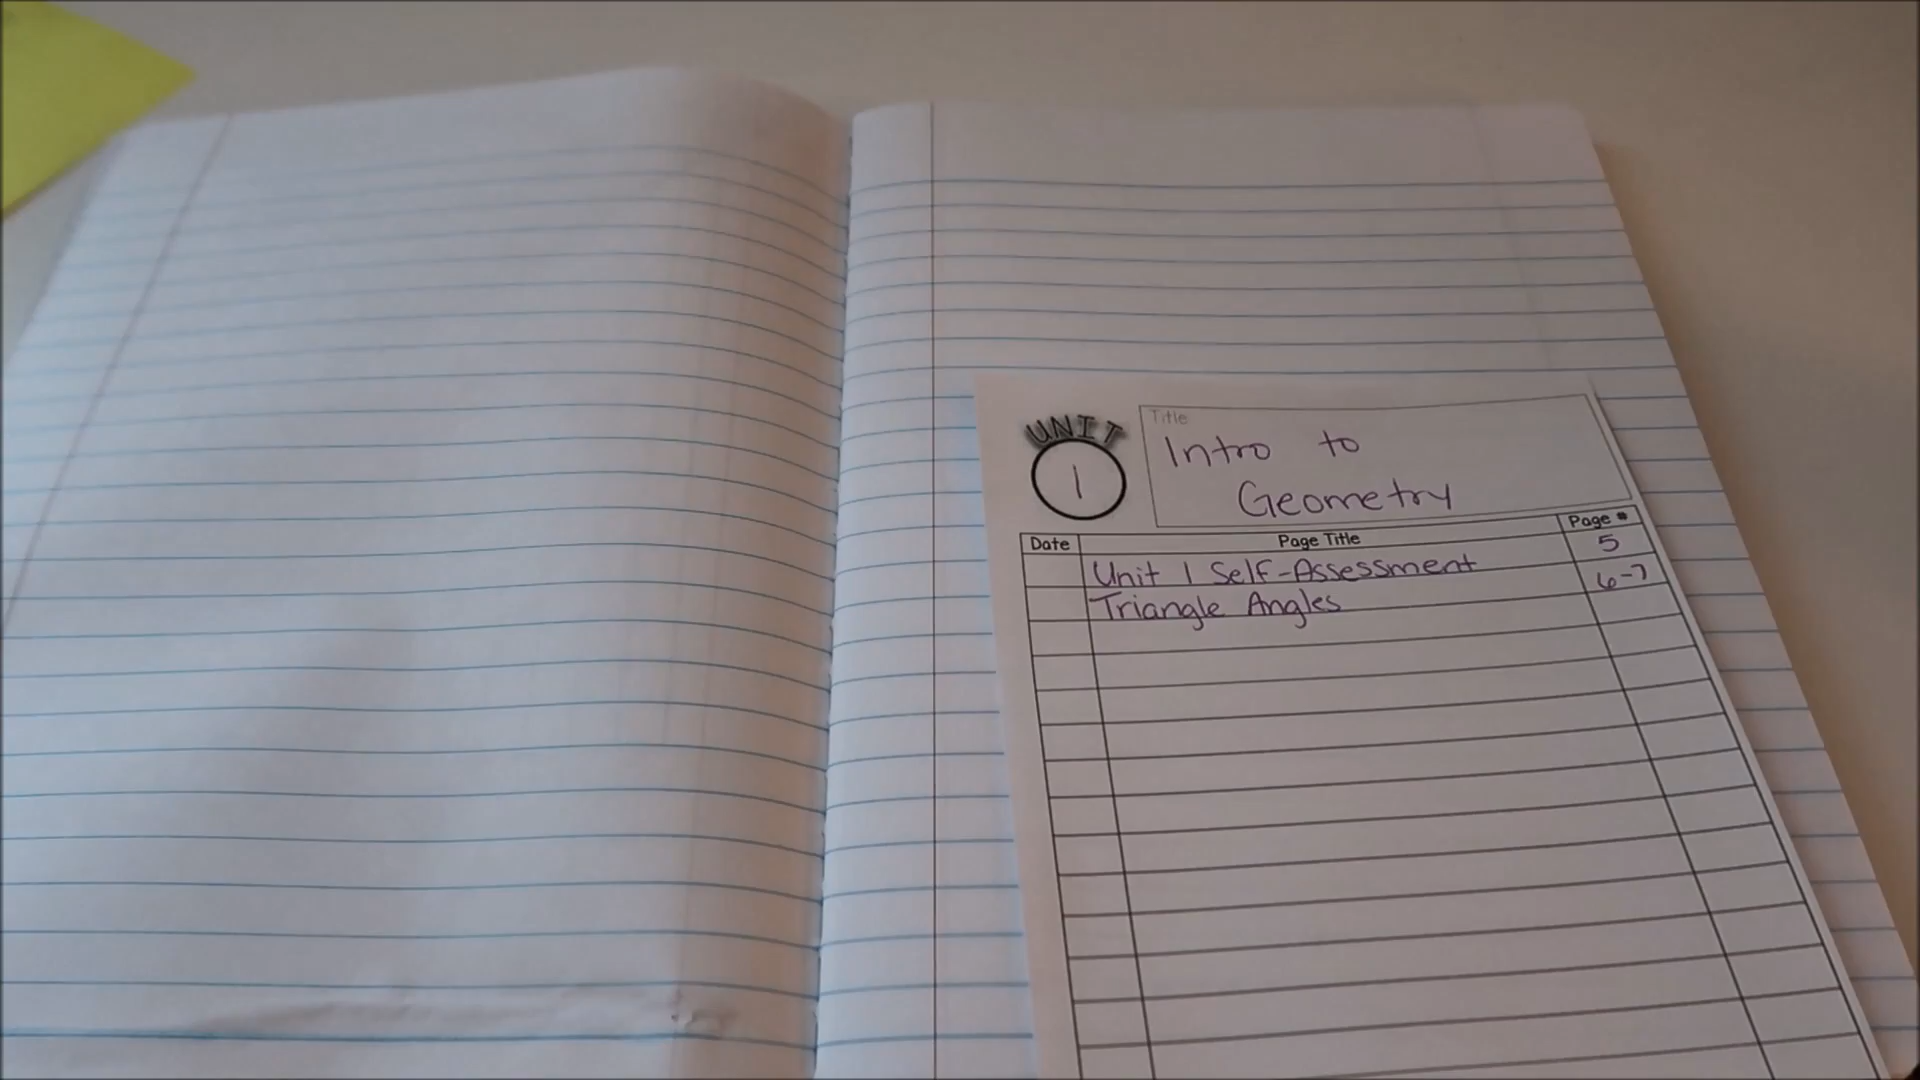 UNIT
1
Title
Intro to
Geometry
Date Page Title Page #
Unit 1 Self-Assessment 5
Triangle Angles 6-7